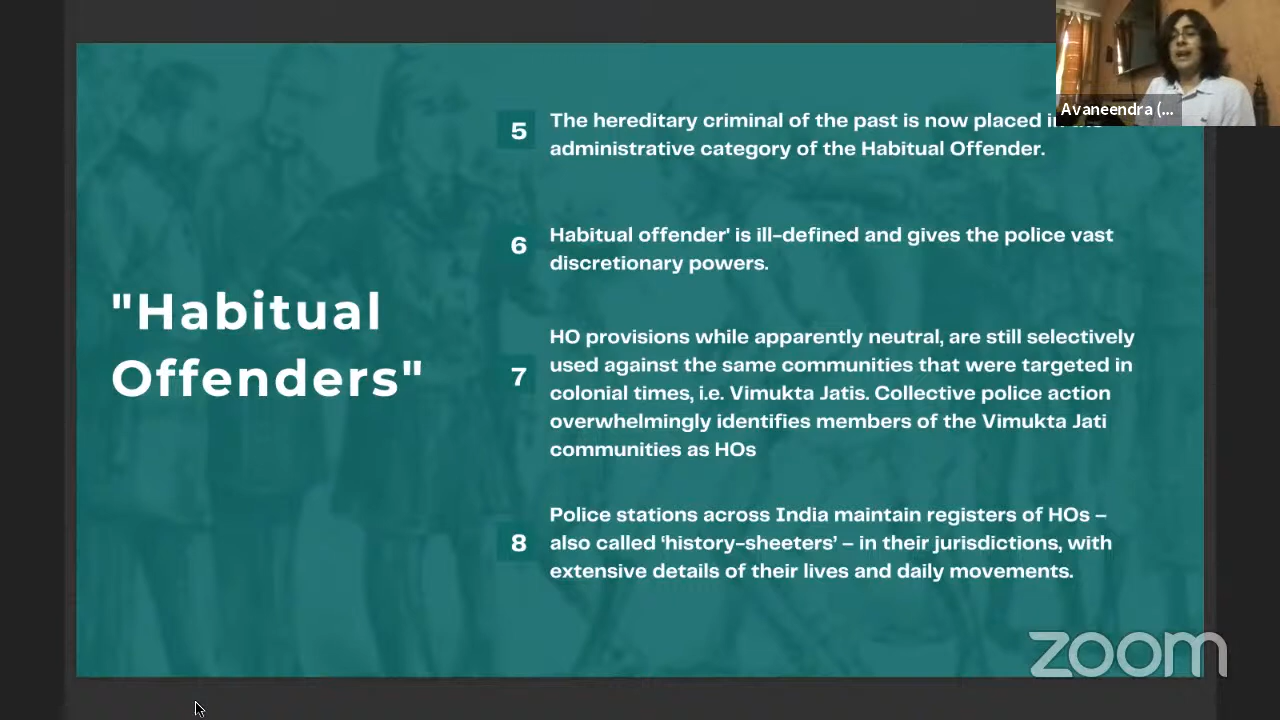 Avaneendra (...
"Habitual
Offenders"
5
The hereditary criminal of the past is now placed
administrative category of the Habitual Offender.
6
Habitual offender' is ill-defined and gives the police vast
discretionary powers.
7
HO provisions while apparently neutral, are still selectively
used against the same communities that were targeted in
colonial times, i.e. Vimukta Jatis. Collective police action
overwhelmingly identifies members of the Vimukta Jati
communities as HOs
8
Police stations across India maintain registers of HOs –
also called ‘history-sheeters’ – in their jurisdictions, with
extensive details of their lives and daily movements.
zoom